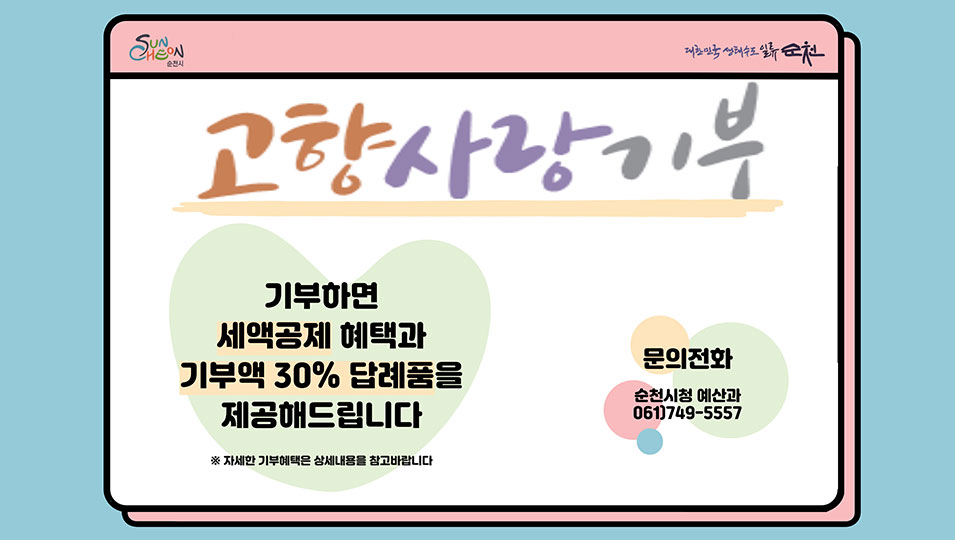 SUN
CHEON
순천시
대한민국 생태수도 일류 순천
고향사랑기부
기부하면
세액공제 혜택과
기부액 30% 답례품을
제공해드립니다
※ 자세한 기부혜택은 상세내용을 참고바랍니다
문의전화
순천시청 예산과
061)749-5557